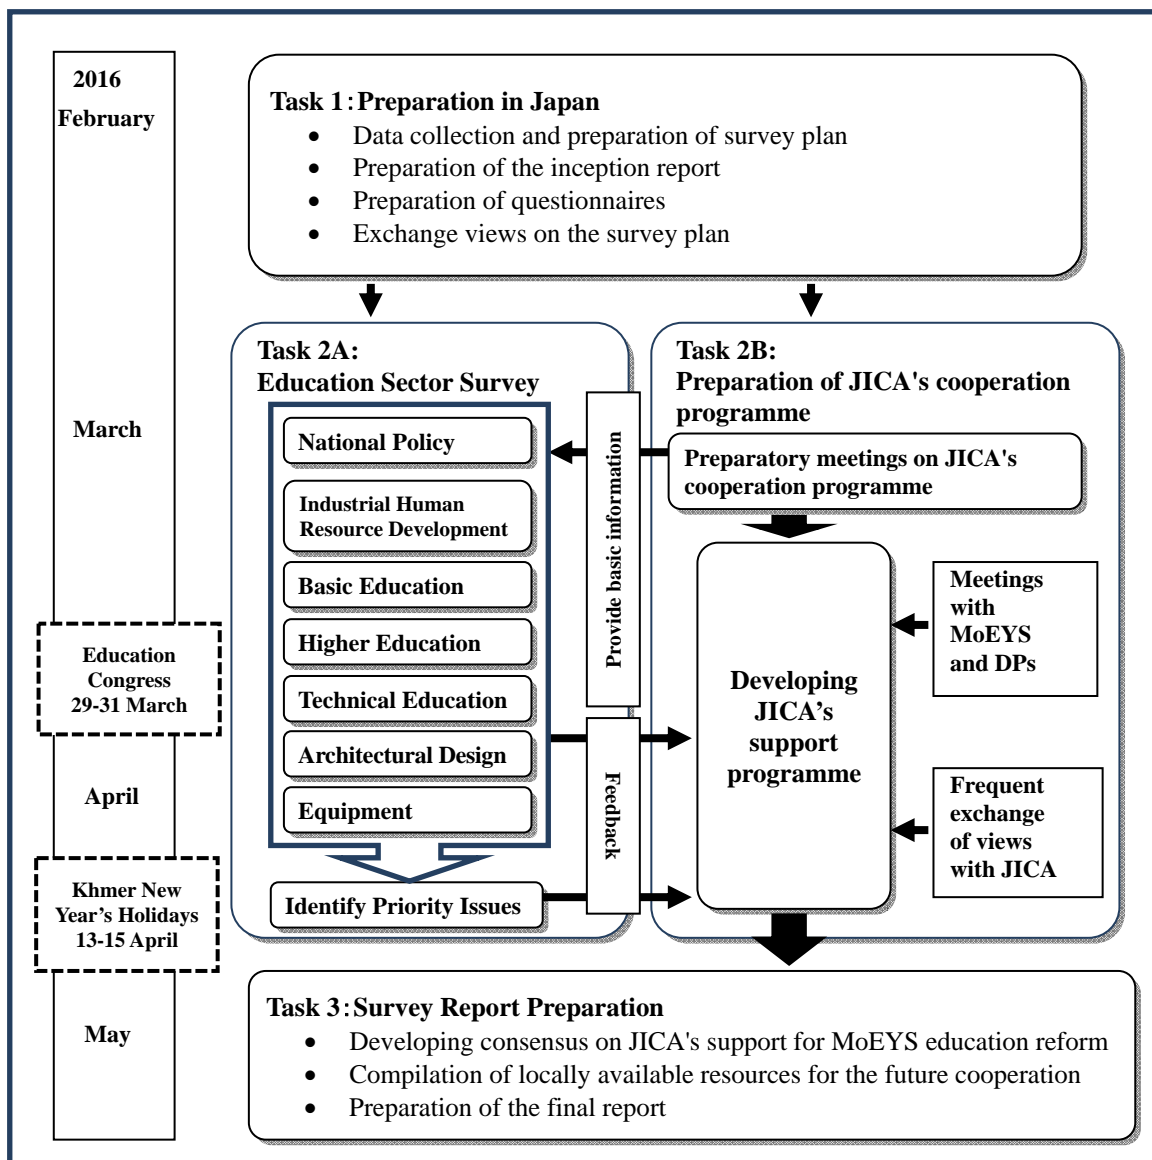 2016
February
March
Education
Congress
29-31 March
April
Khmer New
Year’s Holidays
13-15 April
May
Task 1：Preparation in Japan
• Data collection and preparation of survey plan
• Preparation of the inception report
• Preparation of questionnaires
• Exchange views on the survey plan
Task 2A:
Education Sector Survey
National Policy
Industrial Human
Resource Development
Basic Education
Higher Education
Technical Education
Architectural Design
Equipment
Identify Priority Issues
Provide basic information
Feedback
Task 2B:
Preparation of JICA's cooperation
programme
Preparatory meetings on JICA's
cooperation programme
Developing
JICA’s
support
programme
Meetings
with
MoEYS
and DPs
Frequent
exchange
of views
with JICA
Task 3：Survey Report Preparation
• Developing consensus on JICA's support for MoEYS education reform
• Compilation of locally available resources for the future cooperation
• Preparation of the final report